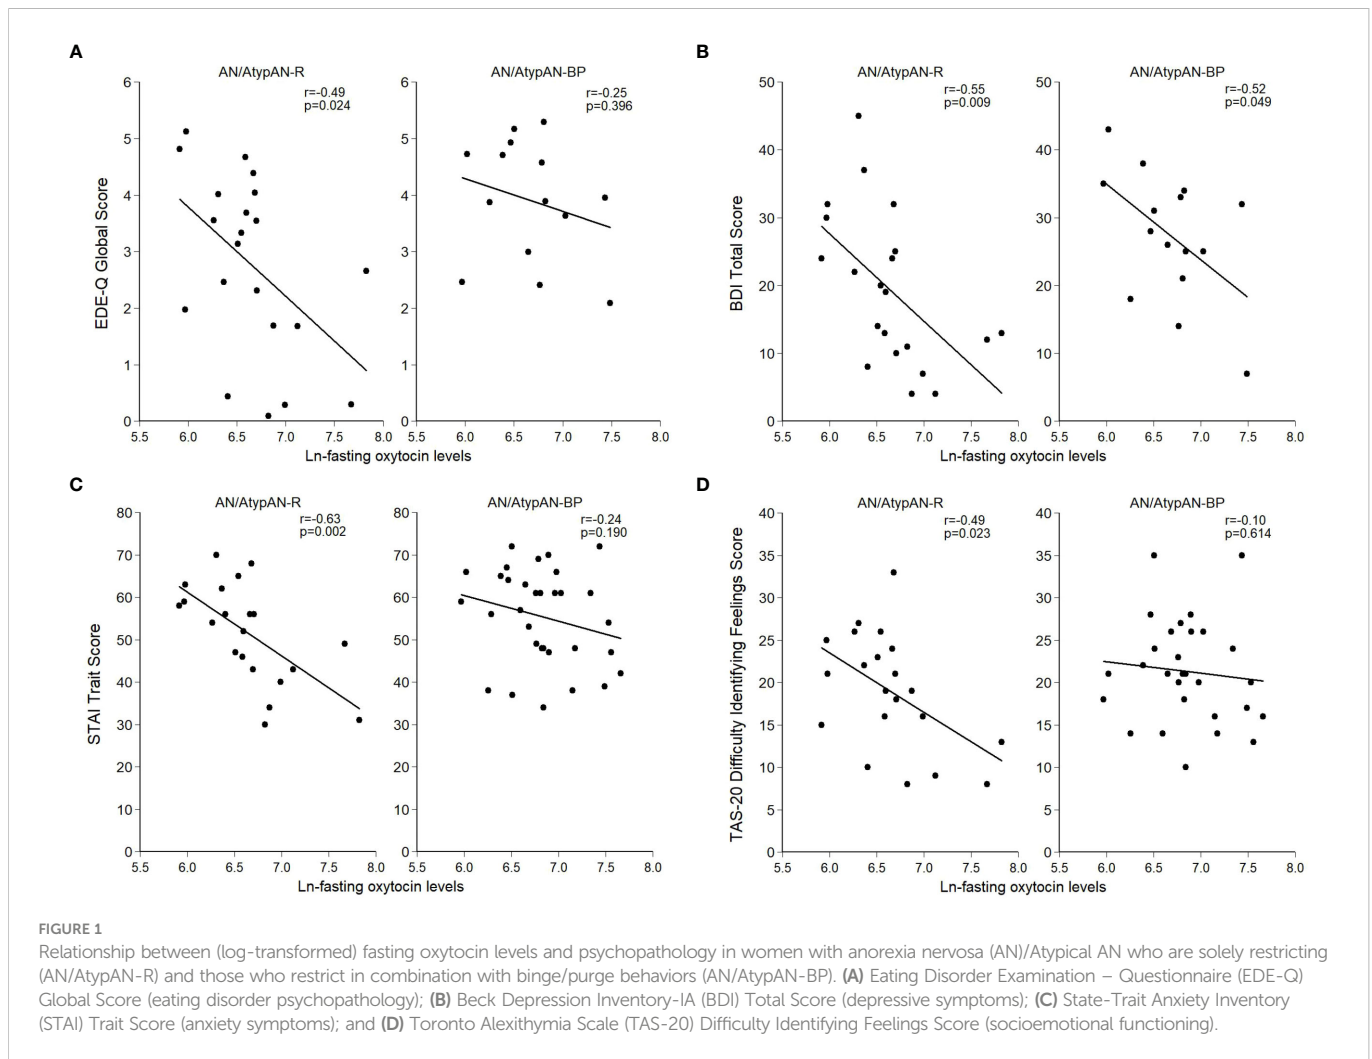 A
AN/AtypAN-R
r=-0.49
p=0.024
AN/AtypAN-BP
r=-0.25
p=0.396
EDE-Q Global Score
6
5
4
3
2
1
0
5.5 6.0 6.5 7.0 7.5 8.0
6
5
4
3
2
1
0
5.5 6.0 6.5 7.0 7.5 8.0
Ln-fasting oxytocin levels
B
AN/AtypAN-R
r=-0.55
p=0.009
AN/AtypAN-BP
r=-0.52
p=0.049
BDI Total Score
50
40
30
20
10
0
5.5 6.0 6.5 7.0 7.5 8.0
50
40
30
20
10
0
5.5 6.0 6.5 7.0 7.5 8.0
Ln-fasting oxytocin levels
C
AN/AtypAN-R
r=-0.63
p=0.002
AN/AtypAN-BP
r=-0.24
p=0.190
STAI Trait Score
80
70
60
50
40
30
20
10
0
5.5 6.0 6.5 7.0 7.5 8.0
80
70
60
50
40
30
20
10
0
5.5 6.0 6.5 7.0 7.5 8.0
Ln-fasting oxytocin levels
D
AN/AtypAN-R
r=-0.49
p=0.023
AN/AtypAN-BP
r=-0.10
p=0.614
TAS-20 Difficulty Identifying Feelings Score
40
35
30
25
20
15
10
5
0
5.5 6.0 6.5 7.0 7.5 8.0
40
35
30
25
20
15
10
5
0
5.5 6.0 6.5 7.0 7.5 8.0
Ln-fasting oxytocin levels
FIGURE 1
Relationship between (log-transformed) fasting oxytocin levels and psychopathology in women with anorexia nervosa (AN)/Atypical AN who are solely restricting
(AN/AtypAN-R) and those who restrict in combination with binge/purge behaviors (AN/AtypAN-BP). (A) Eating Disorder Examination – Questionnaire (EDE-Q)
Global Score (eating disorder psychopathology); (B) Beck Depression Inventory-IA (BDI) Total Score (depressive symptoms); (C) State-Trait Anxiety Inventory
(STAI) Trait Score (anxiety symptoms); and (D) Toronto Alexithymia Scale (TAS-20) Difficulty Identifying Feelings Score (socioemotional functioning).